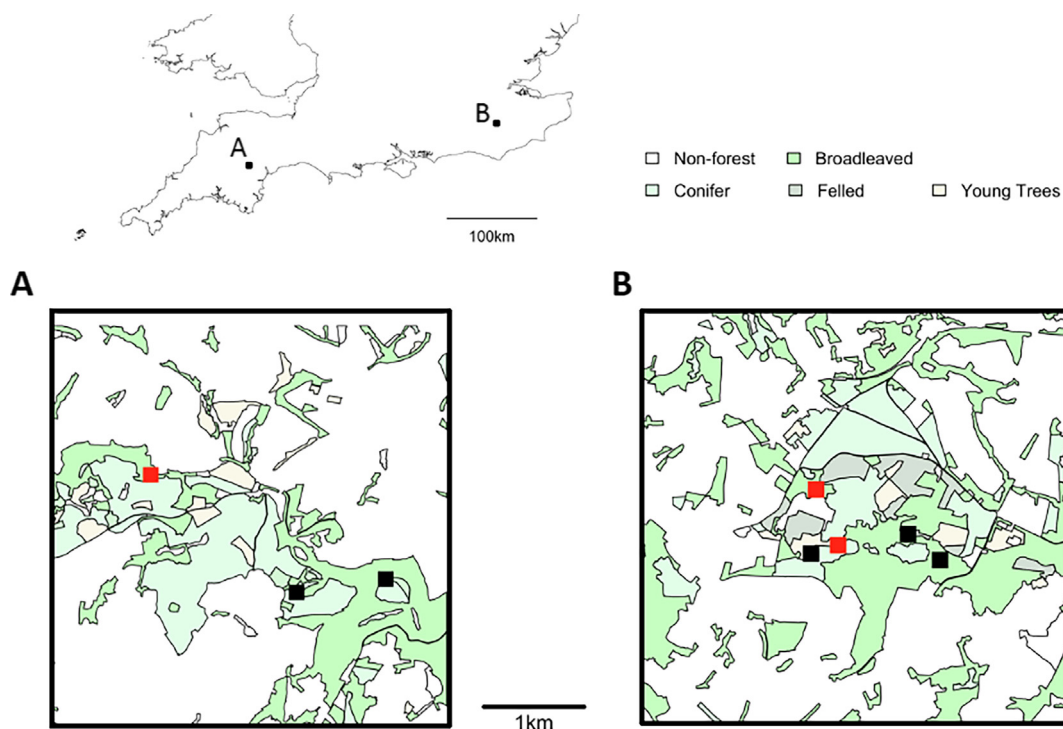 B
A
100km
Non-forest
Broadleaved
Conifer
Felled
Young Trees
A
B
1km